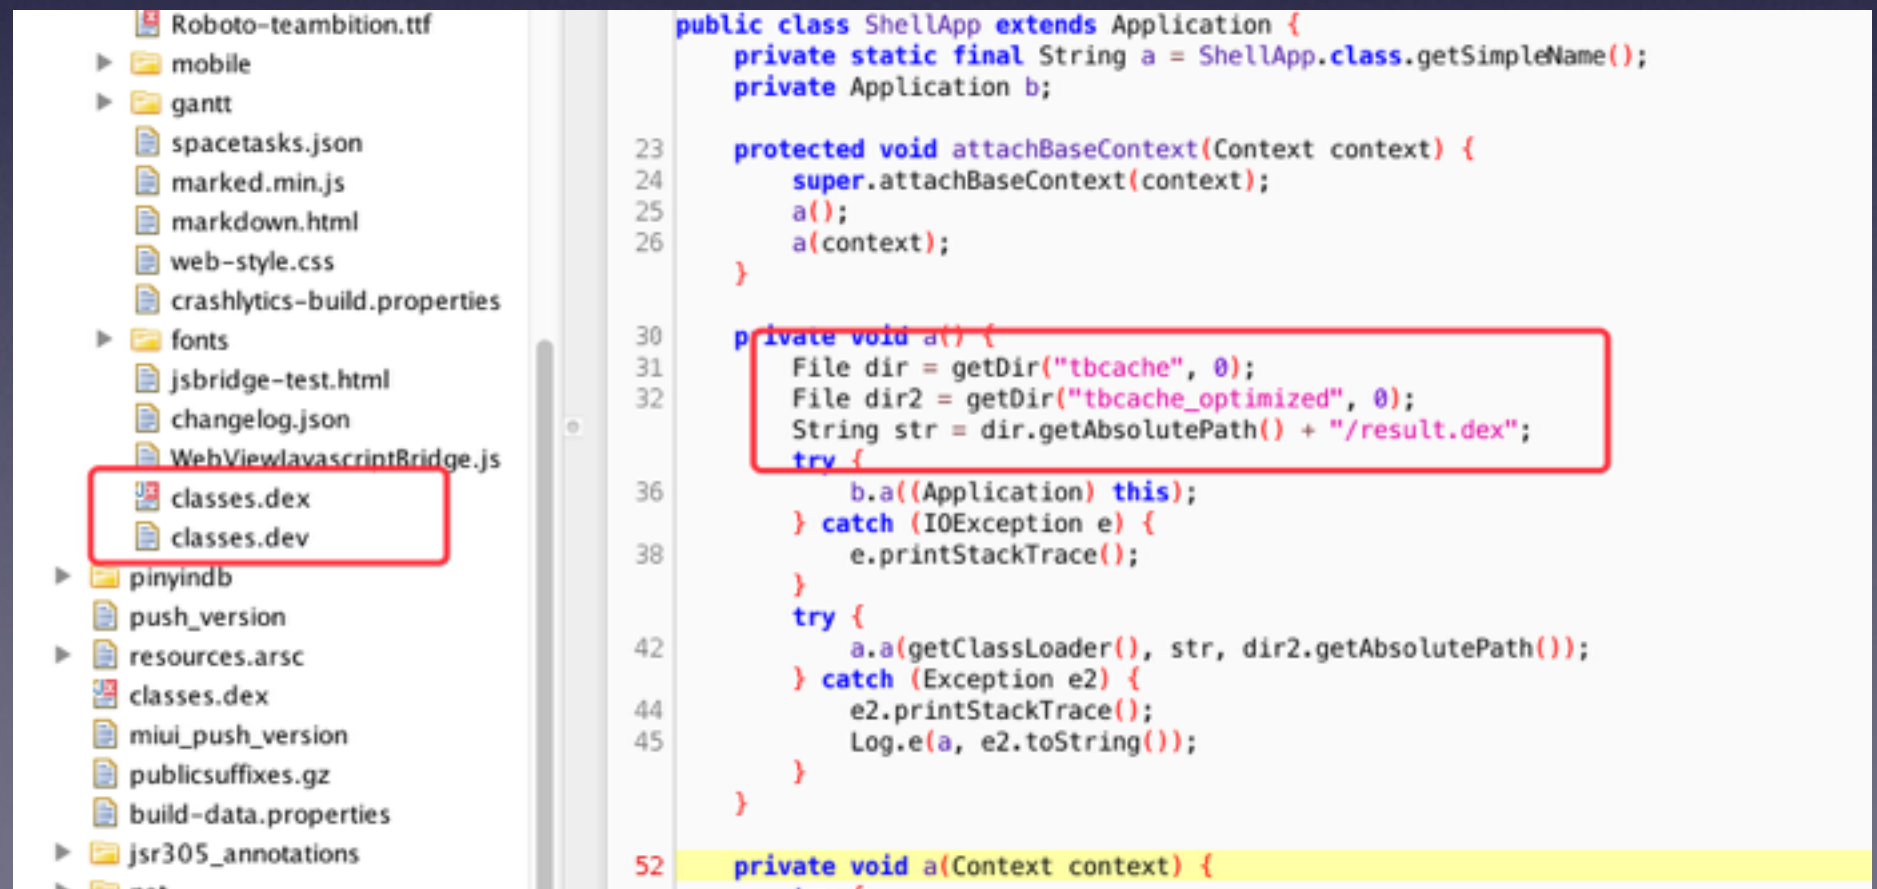 Roboto-teambition.ttf
mobile
gantt
spacetasks.json
marked.min.js
markdown.html
web-style.css
crashlytics-build.properties
fonts
jsbridge-test.html
changelog.json
WebViewJavascriptBridge.js
classes.dex
classes.dev
pinyindb
push_version
resources.arsc
classes.dex
miui_push_version
publicsuffixes.gz
build-data.properties
jsr305_annotations
public class ShellApp extends Application {
private static final String a = ShellApp.class.getSimpleName();
private Application b;
23 protected void attachBaseContext(Context context) {
24 super.attachBaseContext(context);
25 a();
26 a(context);
}
30 private void a() {
31 File dir = getDir("tbcache", 0);
32 File dir2 = getDir("tbcache_optimized", 0);
String str = dir.getAbsolutePath() + "/result.dex";
try {
36 b.a((Application) this);
} catch (IOException e) {
38 e.printStackTrace();
}
try {
42 a.a(getClassLoader(), str, dir2.getAbsolutePath());
} catch (Exception e2) {
44 e2.printStackTrace();
45 Log.e(a, e2.toString());
}
}
52 private void a(Context context) {